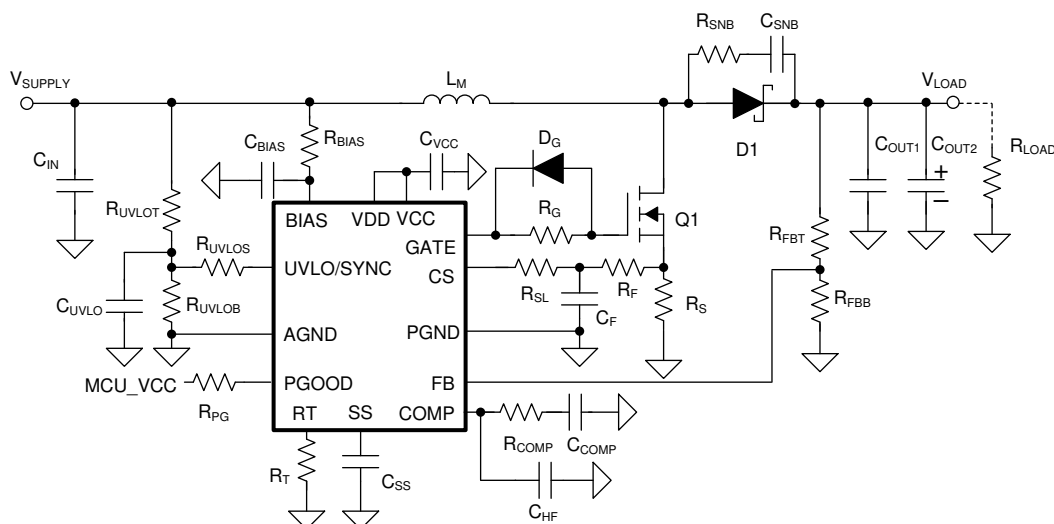 RSNB
CSNB
VSUPPLY
LM
VLOAD
D1
CIN
CBIAS
RBIAS
CVCC
DG
COUT1
COUT2
RLOAD
+
–
RUVLOT
BIAS
VDD
VCC
RG
Q1
GATE
RFBT
RUVLOS
UVLO/SYNC
CS
RSL
RF
RS
RFBB
CUVLO
RUVLOB
CF
AGND
PGND
MCU_VCC
PGOOD
FB
RPG
RT
SS
COMP
RCOMP
CCOMP
RT
CSS
CHF